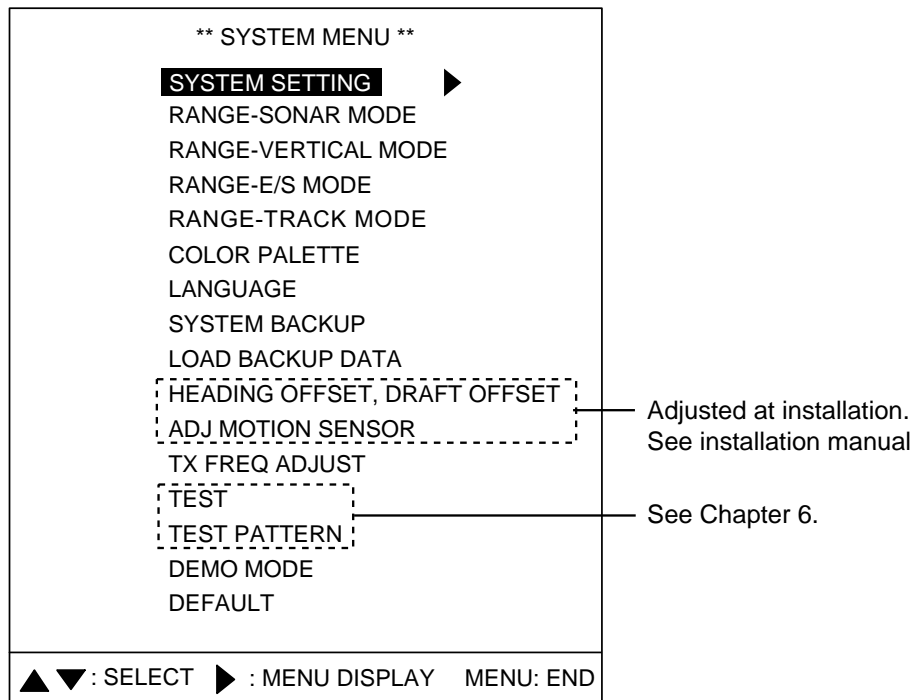 ** SYSTEM MENU **
SYSTEM SETTING ▶
RANGE-SONAR MODE
RANGE-VERTICAL MODE
RANGE-E/S MODE
RANGE-TRACK MODE
COLOR PALETTE
LANGUAGE
SYSTEM BACKUP
LOAD BACKUP DATA
HEADING OFFSET, DRAFT OFFSET
ADJ MOTION SENSOR
Adjusted at installation.
See installation manual
TX FREQ ADJUST
TEST
TEST PATTERN
See Chapter 6.
DEMO MODE
DEFAULT
▲ ▼: SELECT ▶ : MENU DISPLAY MENU: END